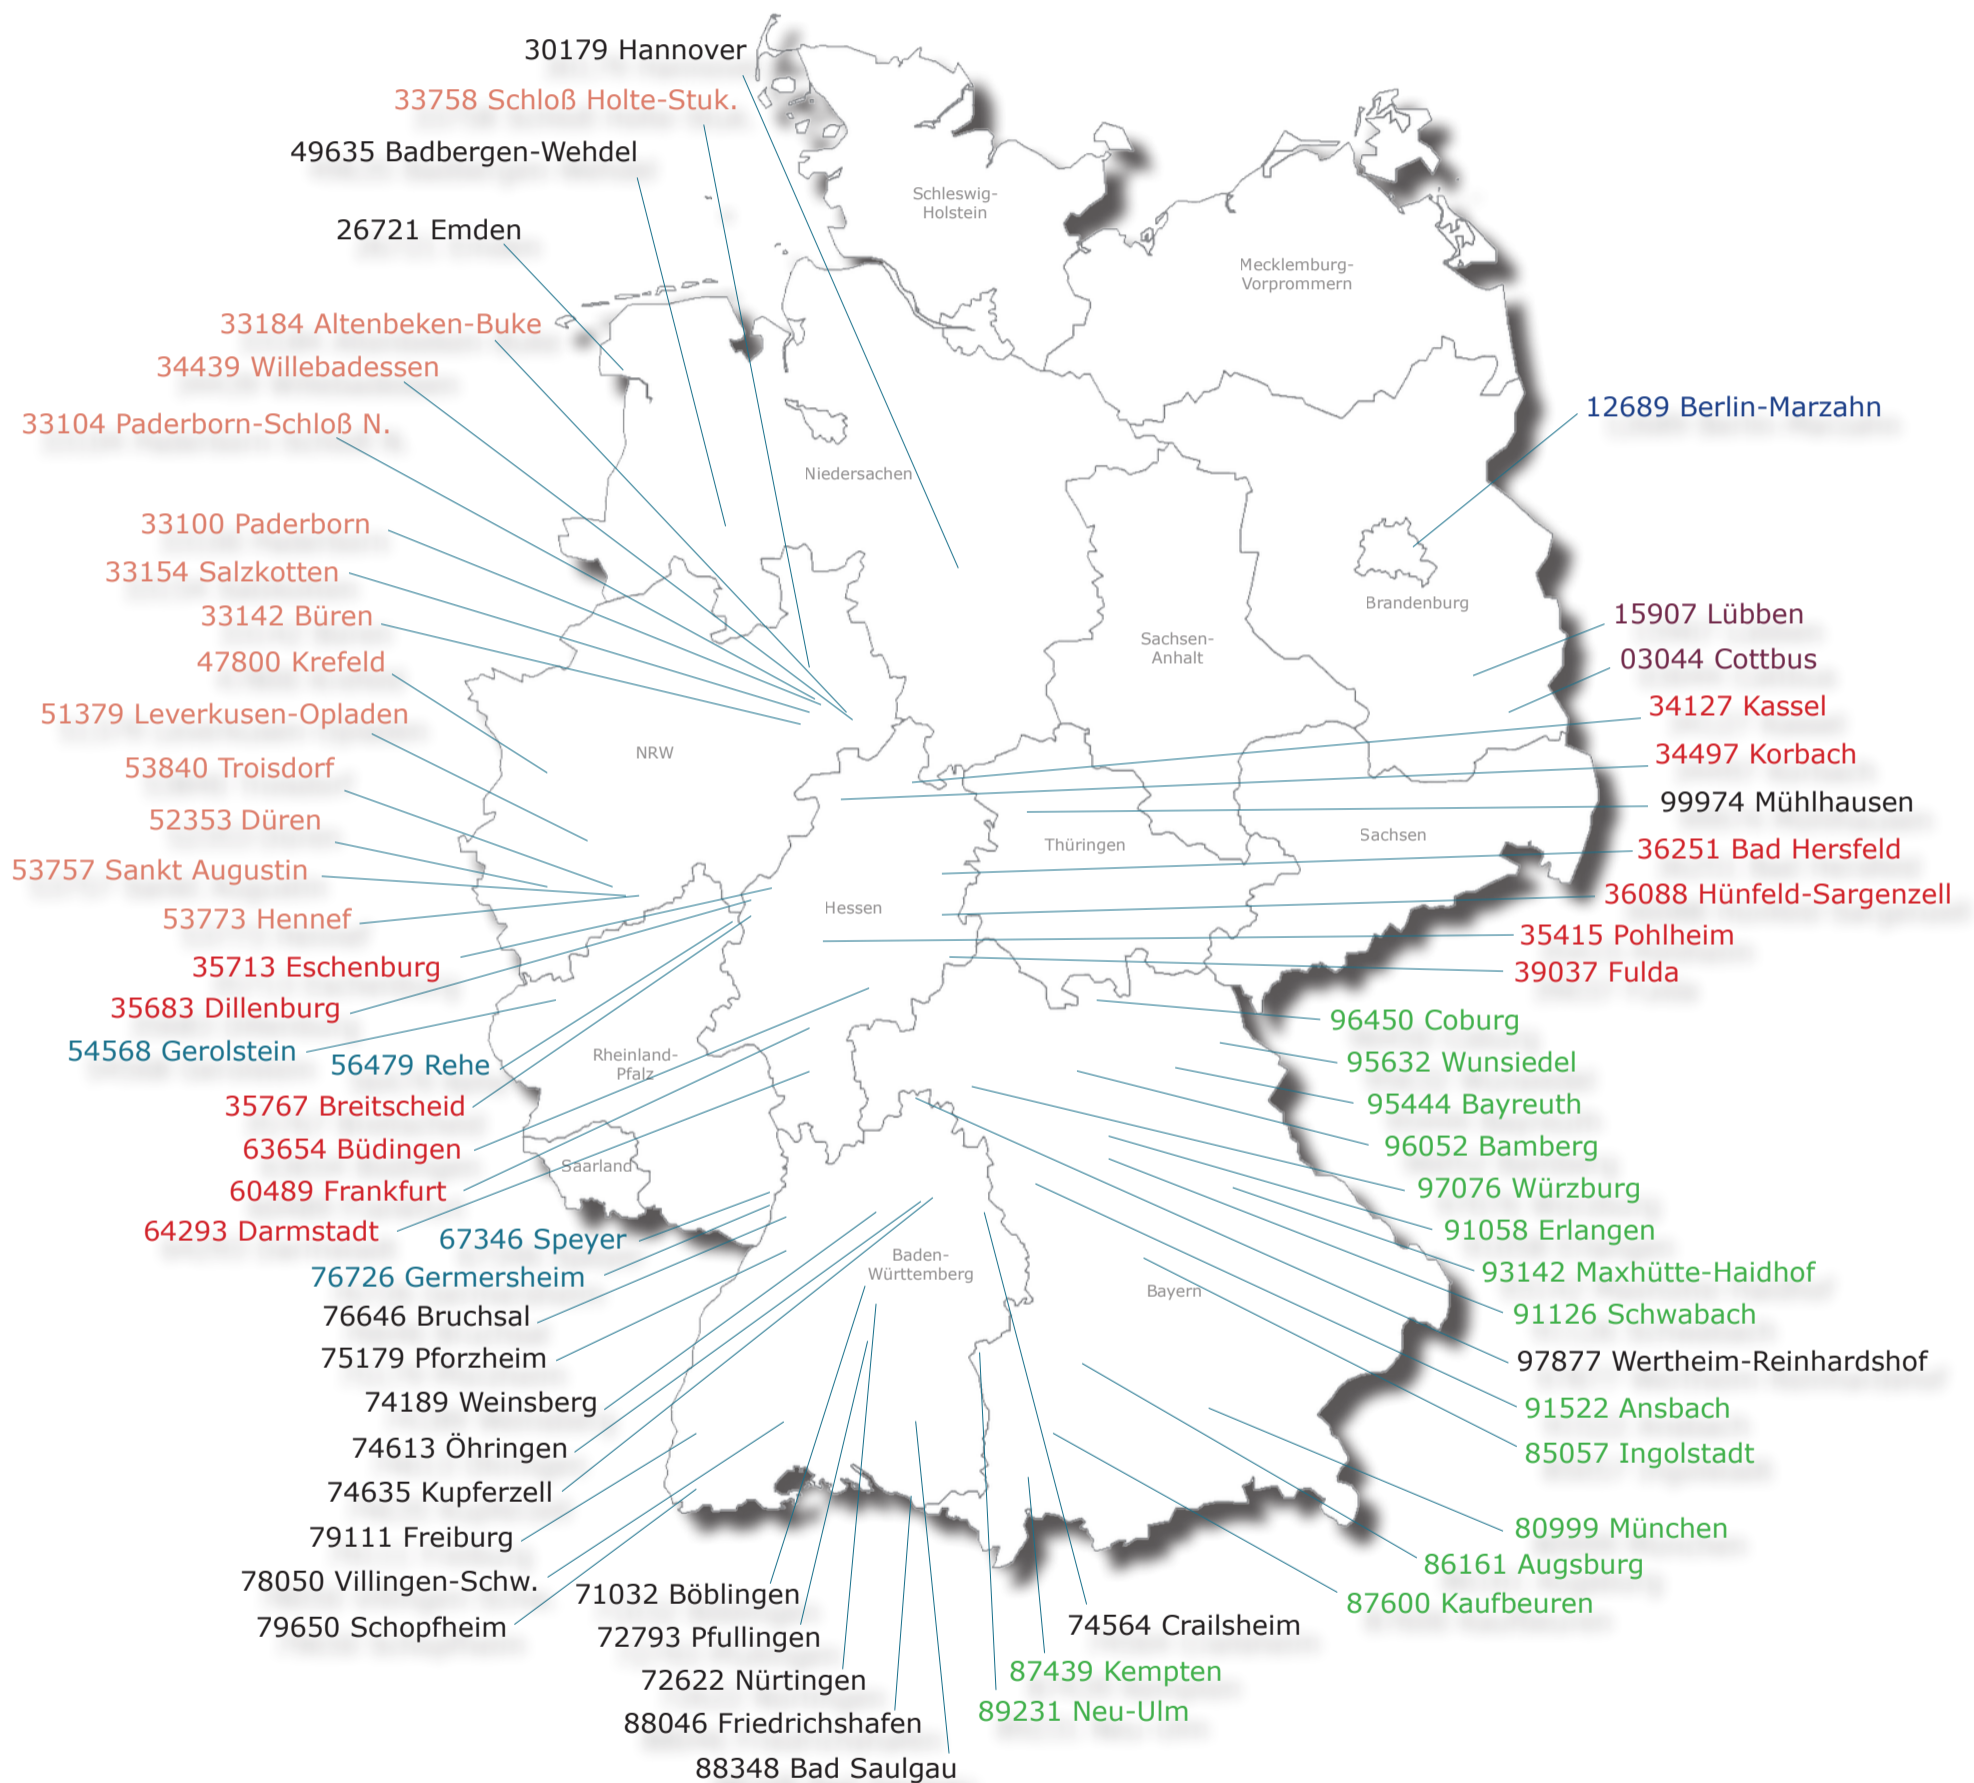 30179 Hannover
33758 Schloß Holte-Stuk.
49635 Badbergen-Wehdel
26721 Emden
33184 Altenbeken-Buke
34439 Willebadessen
33104 Paderborn-Schloß N.
33100 Paderborn
33154 Salzkotten
33142 Büren
47800 Krefeld
51379 Leverkusen-Opladen
53840 Troisdorf
52353 Düren
53757 Sankt Augustin
53773 Hennef
35713 Eschenburg
35683 Dillenburg
54568 Gerolstein
56479 Rehe
35767 Breitscheid
63654 Büdingen
60489 Frankfurt
64293 Darmstadt
67346 Speyer
76726 Germersheim
76646 Bruchsal
75179 Pforzheim
74189 Weinsberg
74613 Öhringen
74635 Kupferzell
79111 Freiburg
78050 Villingen-Schw.
79650 Schopfheim
71032 Böblingen
72793 Pfullingen
72622 Nürtingen
88046 Friedrichshafen
88348 Bad Saulgau
Schleswig-
Holstein
Mecklemburg-
Vorprommern
Niedersachen
Brandenburg
Sachsen-
Anhalt
NRW
Thüringen
Sachsen
Hessen
Rheinland-
Pfalz
Saarland
Baden-
Württemberg
Bayern
12689 Berlin-Marzahn
15907 Lübben
03044 Cottbus
34127 Kassel
34497 Korbach
99974 Mühlhausen
36251 Bad Hersfeld
36088 Hünfeld-Sargenzell
35415 Pohlheim
39037 Fulda
96450 Coburg
95632 Wunsiedel
95444 Bayreuth
96052 Bamberg
97076 Würzburg
91058 Erlangen
93142 Maxhütte-Haidhof
91126 Schwabach
97877 Wertheim-Reinhardshof
91522 Ansbach
85057 Ingolstadt
80999 München
86161 Augsburg
87600 Kaufbeuren
74564 Crailsheim
87439 Kempten
89231 Neu-Ulm